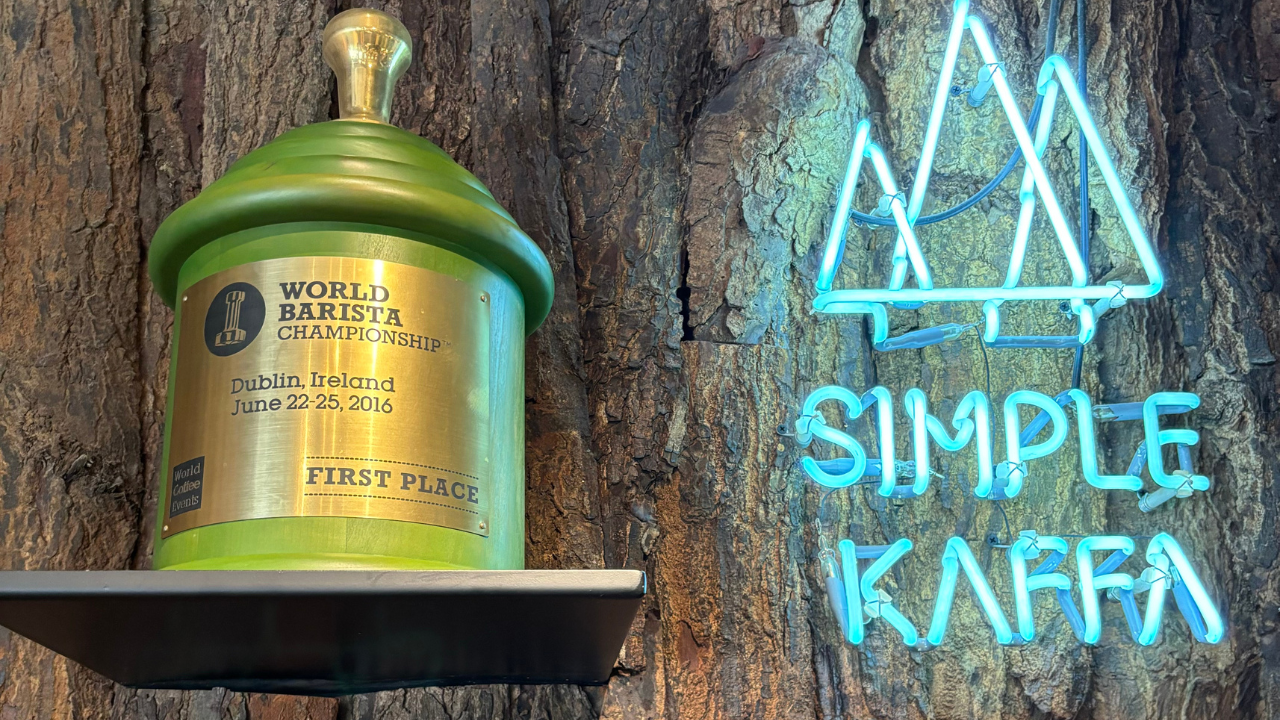 WORLD
BARISTA
CHAMPIONSHIP™
Dublin, Ireland
June 22-25, 2016
World
Coffee
Events
FIRST PLACE
SIMPLE
KAFFA